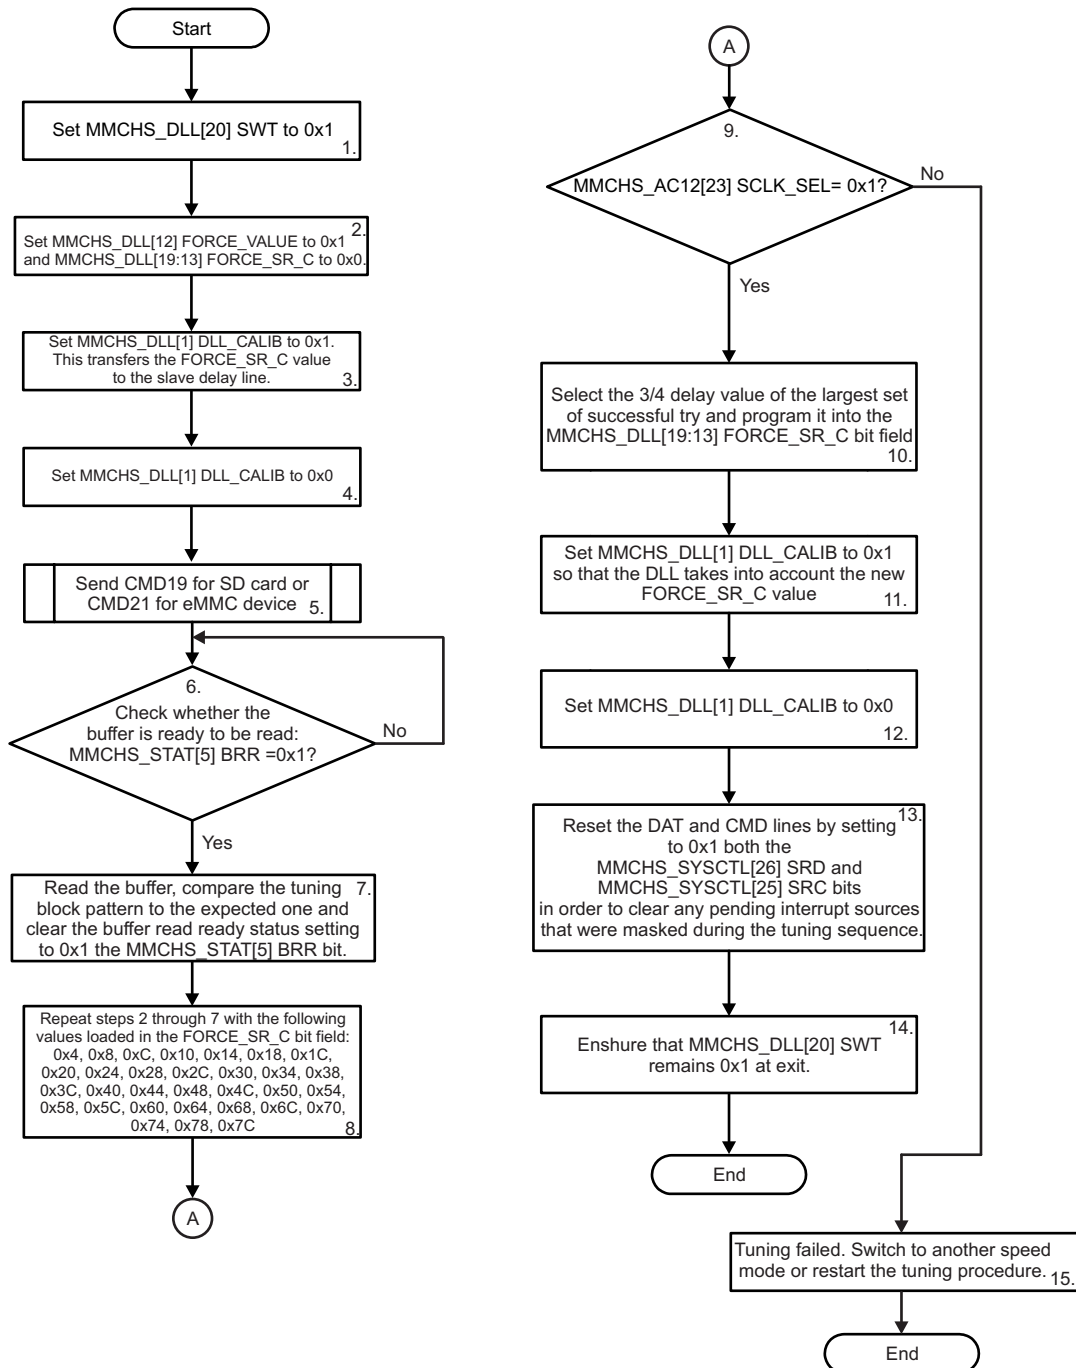 Start
Set MMCHS_DLL[20] SWT to 0x1
1.
2.
Set MMCHS_DLL[12] FORCE_VALUE to 0x1
and MMCHS_DLL[19:13] FORCE_SR_C to 0x0.
Set MMCHS_DLL[1] DLL_CALIB to 0x1.
This transfers the FORCE_SR_C value
to the slave delay line.
3.
Set MMCHS_DLL[1] DLL_CALIB to 0x0
4.
Send CMD19 for SD card or
CMD21 for eMMC device
5.
6.
Check whether the
buffer is ready to be read:
MMCHS_STAT[5] BRR =0x1?
No
Yes
Read the buffer, compare the tuning
7.
block pattern to the expected one and
clear the buffer read ready status setting
to 0x1 the MMCHS_STAT[5] BRR bit.
Repeat steps 2 through 7 with the following
values loaded in the FORCE_SR_C bit field:
0x4, 0x8, 0xC, 0x10, 0x14, 0x18, 0x1C,
0x20, 0x24, 0x28, 0x2C, 0x30, 0x34, 0x38,
0x3C, 0x40, 0x44, 0x48, 0x4C, 0x50, 0x54,
0x58, 0x5C, 0x60, 0x64, 0x68, 0x6C, 0x70,
0x74, 0x78, 0x7C
8.
A
A
9.
MMCHS_AC12[23] SCLK_SEL= 0x1?
No
Yes
Select the 3/4 delay value of the largest set
of successful try and program it into the
MMCHS_DLL[19:13] FORCE_SR_C bit field
10.
Set MMCHS_DLL[1] DLL_CALIB to 0x1
so that the DLL takes into account the new
FORCE_SR_C value
11.
Set MMCHS_DLL[1] DLL_CALIB to 0x0
12.
13.
Reset the DAT and CMD lines by setting
to 0x1 both the
MMCHS_SYSCTL[26] SRD and
MMCHS_SYSCTL[25] SRC bits
in order to clear any pending interrupt sources
that were masked during the tuning sequence.
14.
Enshure that MMCHS_DLL[20] SWT
remains 0x1 at exit.
End
Tuning failed. Switch to another speed
mode or restart the tuning procedure.
15.
End